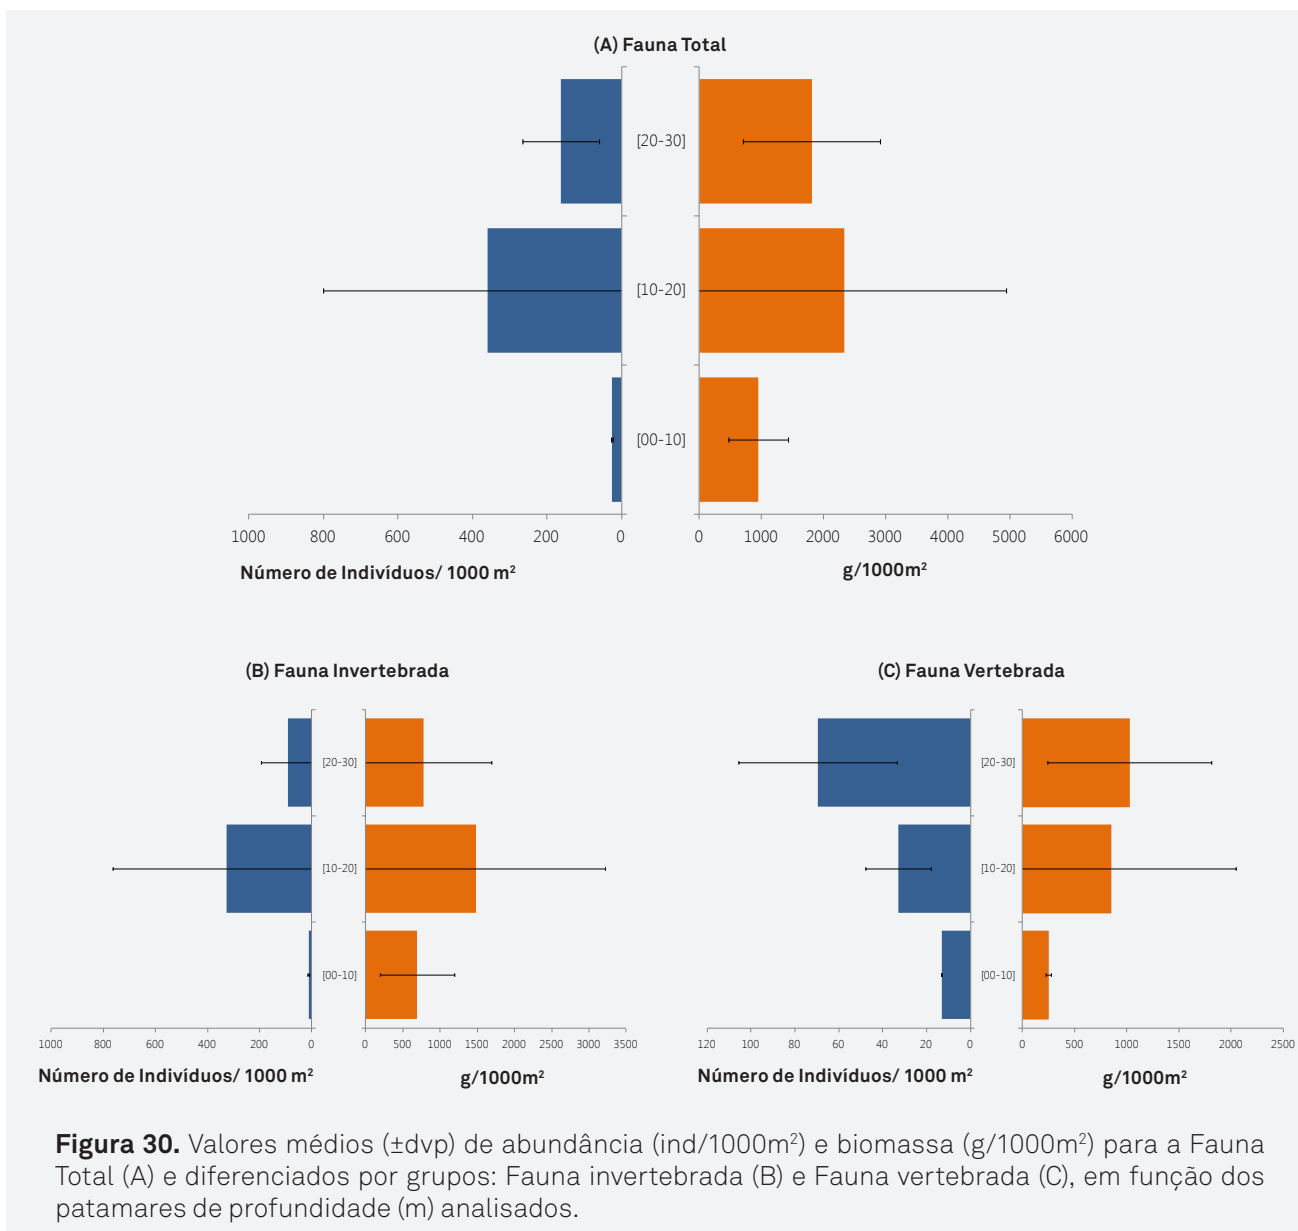 (A) Fauna Total
[20-30]
[10-20]
[00-10]
1000 800 600 400 200 0 0 1000 2000 3000 4000 5000 6000
Número de Indivíduos/ 1000 m² g/1000m²
(B) Fauna Invertebrada
[20-30]
[10-20]
[00-10]
1000 800 600 400 200 0 0 500 1000 1500 2000 2500 3000 3500
Número de Indivíduos/ 1000 m² g/1000m²
(C) Fauna Vertebrada
[20-30]
[10-20]
[00-10]
120 100 80 60 40 20 0 0 500 1000 1500 2000 2500
Número de Indivíduos/ 1000 m² g/1000m²
Figura 30. Valores médios (±dvp) de abundância (ind/1000m²) e biomassa (g/1000m²) para a Fauna
Total (A) e diferenciados por grupos: Fauna invertebrada (B) e Fauna vertebrada (C), em função dos
patamares de profundidade (m) analisados.